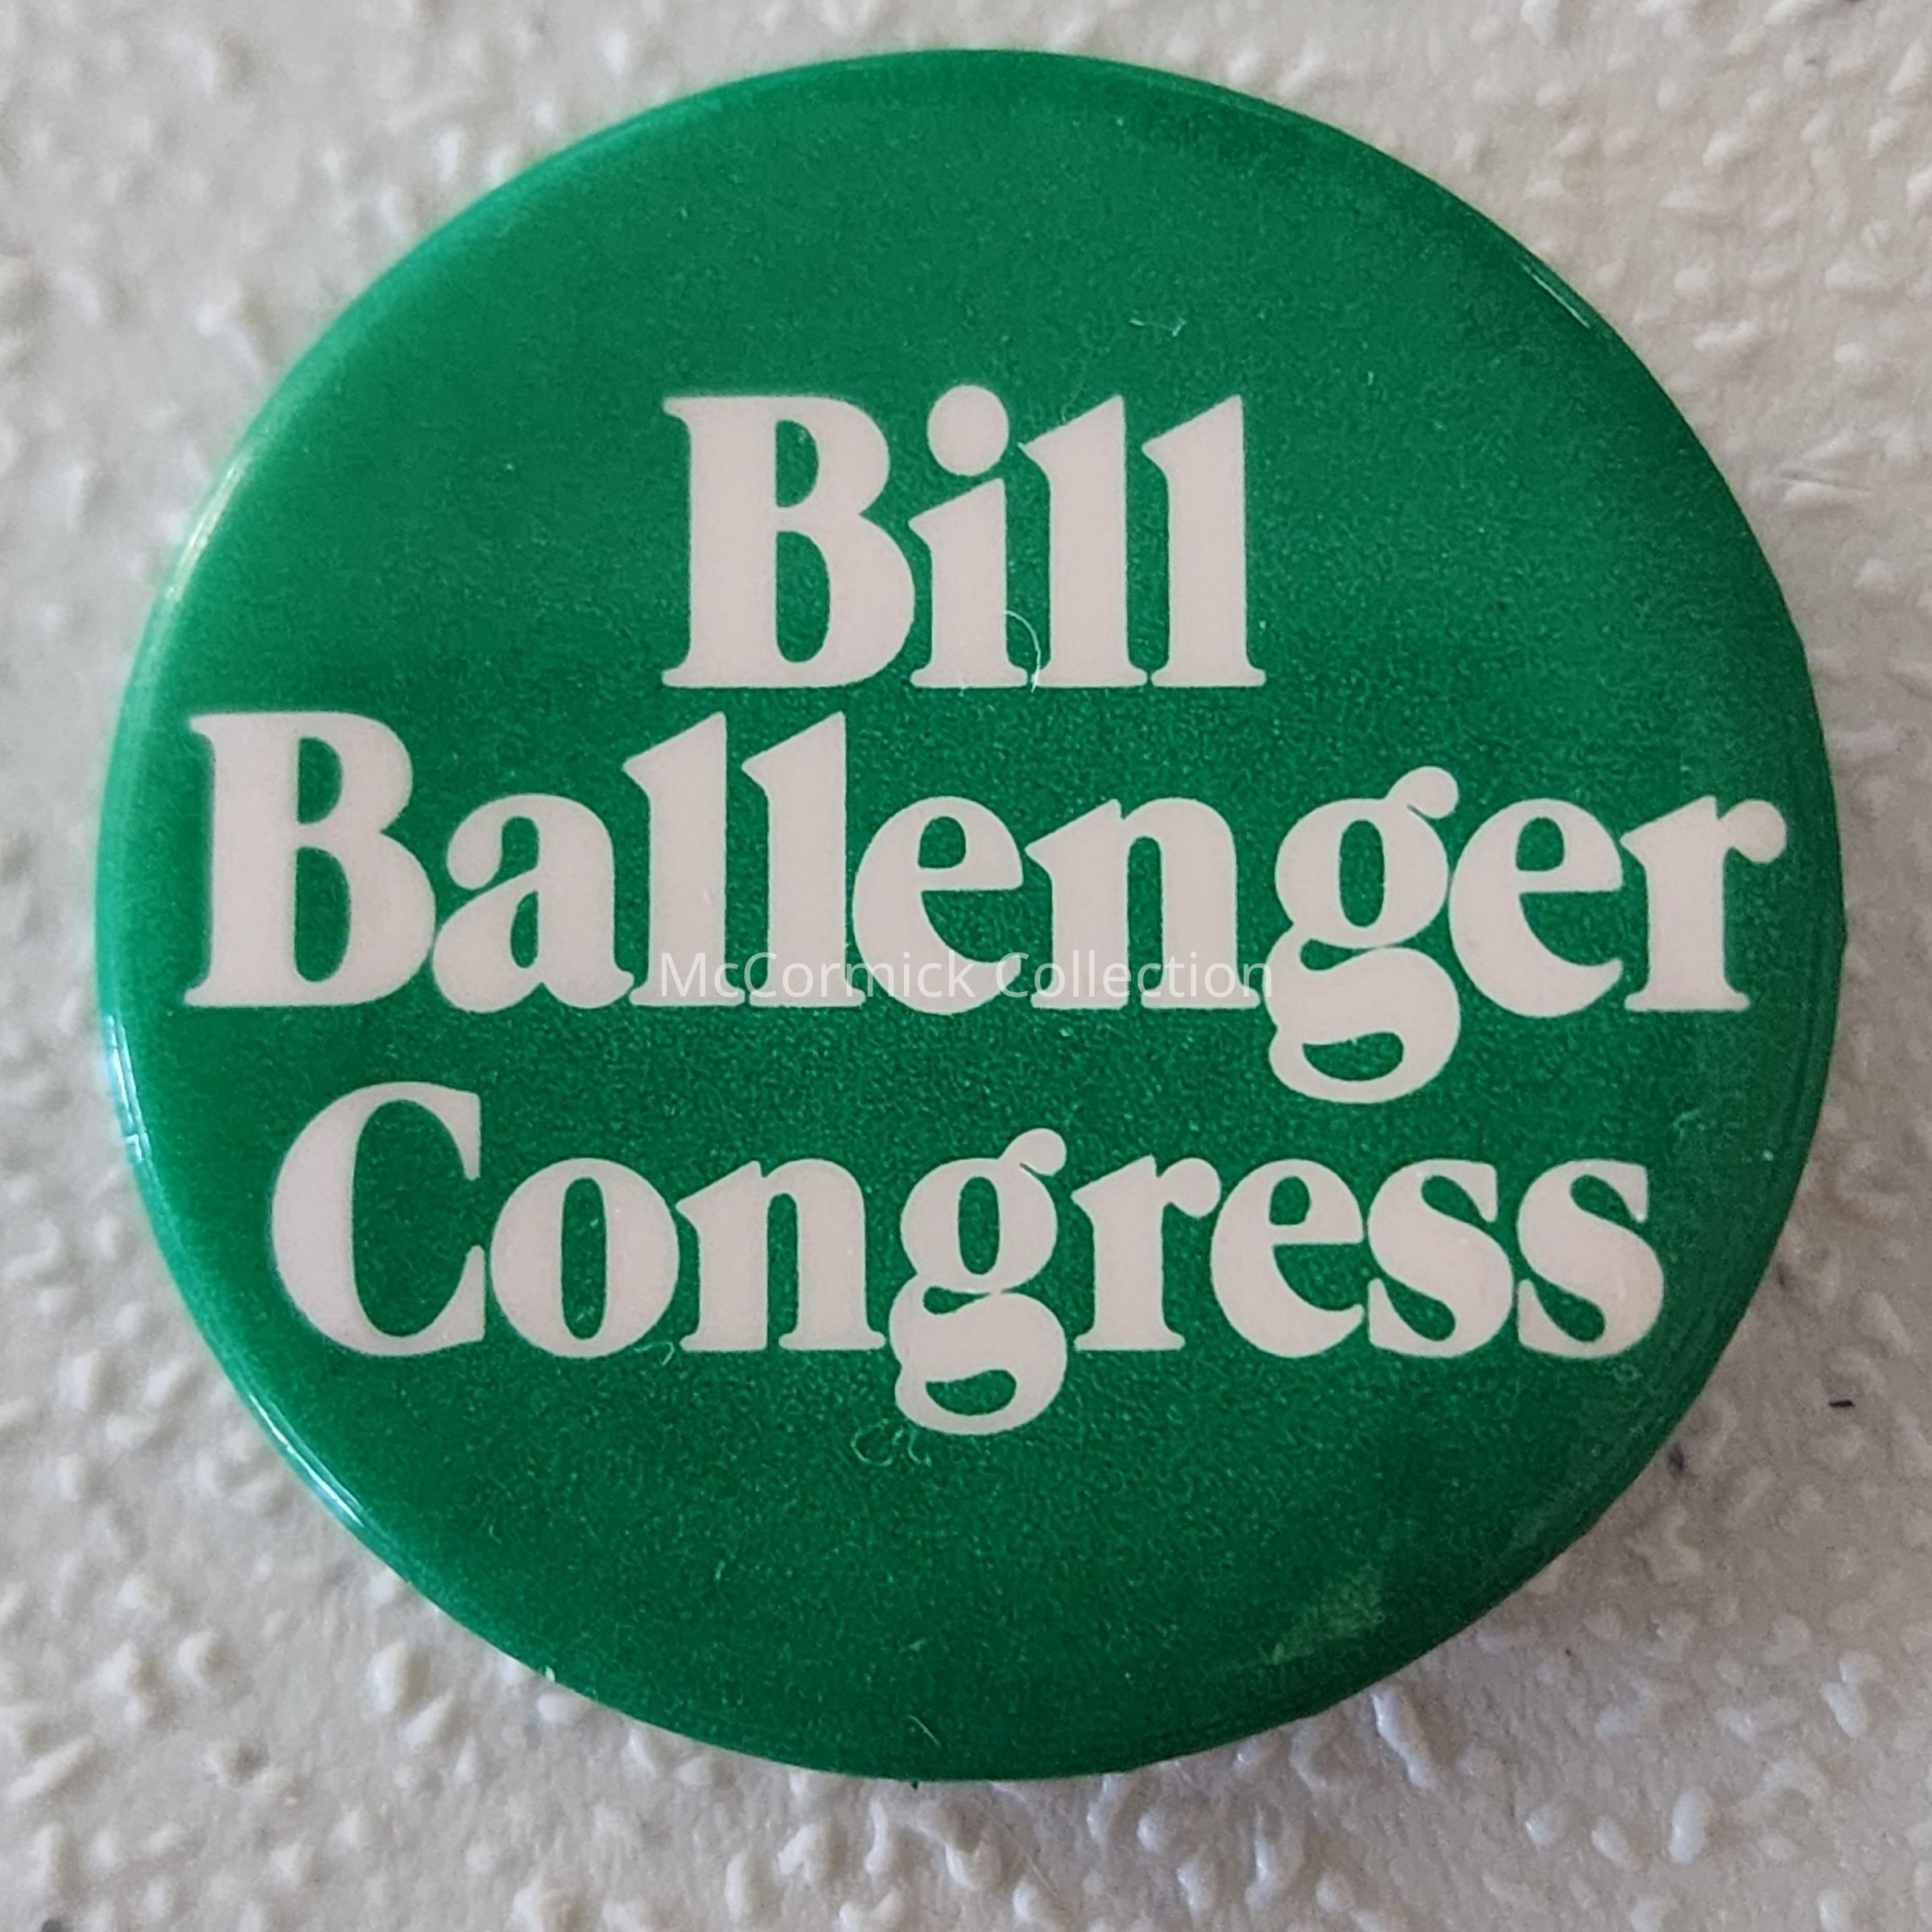 Bill
Ballenger
McCormick Collection
Congress